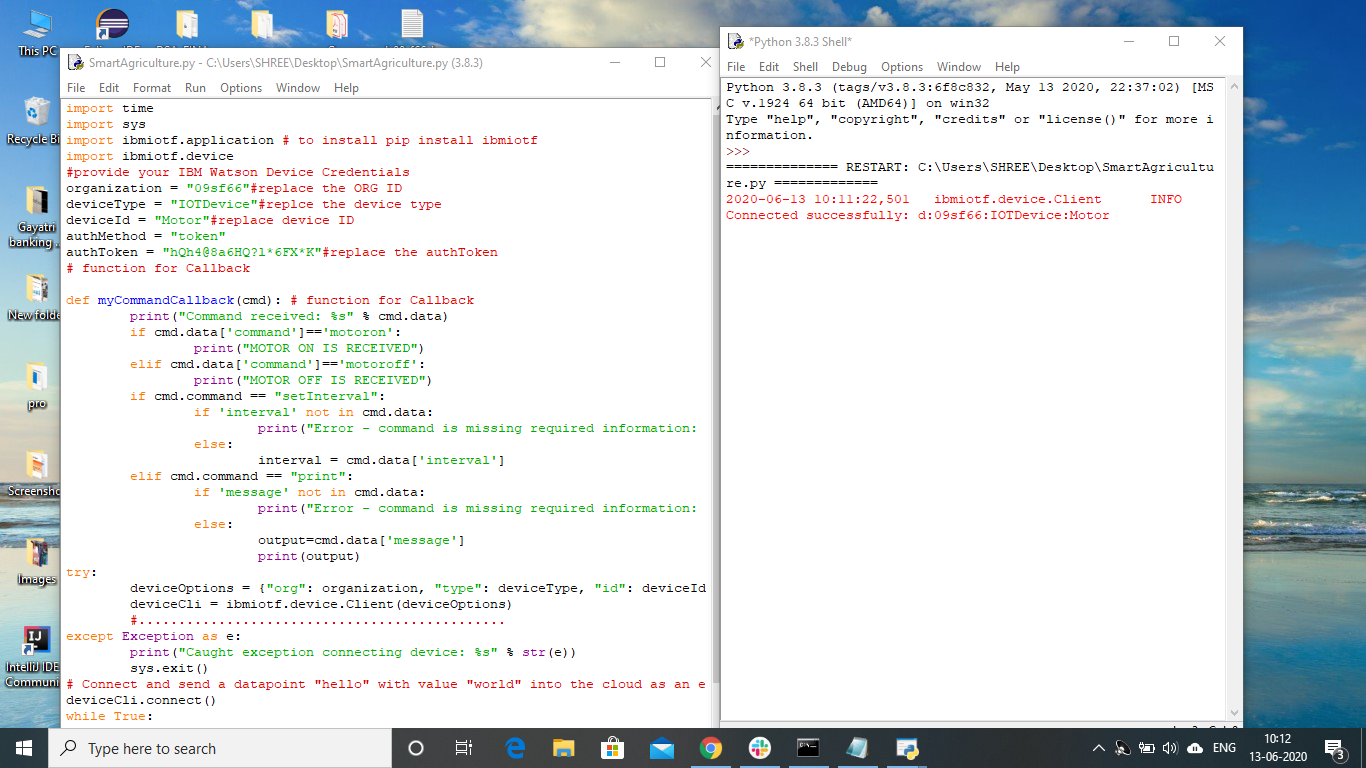 This PC
Recycle Bi
Gayatri
banking ...
New folde
pro
Screensho
Images
IntelliJ IDE
Communi
SmartAgriculture.py - C:\Users\SHREE\Desktop\SmartAgriculture.py (3.8.3)
File Edit Format Run Options Window Help
import time
import sys
import ibmiotf.application # to install pip install ibmiotf
import ibmiotf.device
#provide your IBM Watson Device Credentials
organization = "09sf66"#replace the ORG ID
deviceType = "IOTDevice"#replce the device type
deviceId = "Motor"#replace device ID
authMethod = "token"
authToken = "hQh4@8a6HQ?l*6FX*K"#replace the authToken
# function for Callback
def myCommandCallback(cmd): # function for Callback
print("Command received: %s" % cmd.data)
if cmd.data['command']=='motoron':
print("MOTOR ON IS RECEIVED")
elif cmd.data['command']=='motoroff':
print("MOTOR OFF IS RECEIVED")
if cmd.command == "setInterval":
if 'interval' not in cmd.data:
print("Error - command is missing required information:
else:
interval = cmd.data['interval']
elif cmd.command == "print":
if 'message' not in cmd.data:
print("Error - command is missing required information:
else:
output=cmd.data['message']
print(output)
try:
deviceOptions = {"org": organization, "type": deviceType, "id": deviceId
deviceCli = ibmiotf.device.Client(deviceOptions)
#..............................................
except Exception as e:
print("Caught exception connecting device: %s" % str(e))
sys.exit()
# Connect and send a datapoint "hello" with value "world" into the cloud as an e
deviceCli.connect()
while True:
*Python 3.8.3 Shell*
File Edit Shell Debug Options Window Help
Python 3.8.3 (tags/v3.8.3:6f8c832, May 13 2020, 22:37:02) [MS
C v.1924 64 bit (AMD64)] on win32
Type "help", "copyright", "credits" or "license()" for more i
nformation.
>>>
============== RESTART: C:\Users\SHREE\Desktop\SmartAgricultu
re.py =============
2020-06-13 10:11:22,501 ibmiotf.device.Client INFO
Connected successfully: d:09sf66:IOTDevice:Motor
Type here to search
ENG
10:12
13-06-2020
3